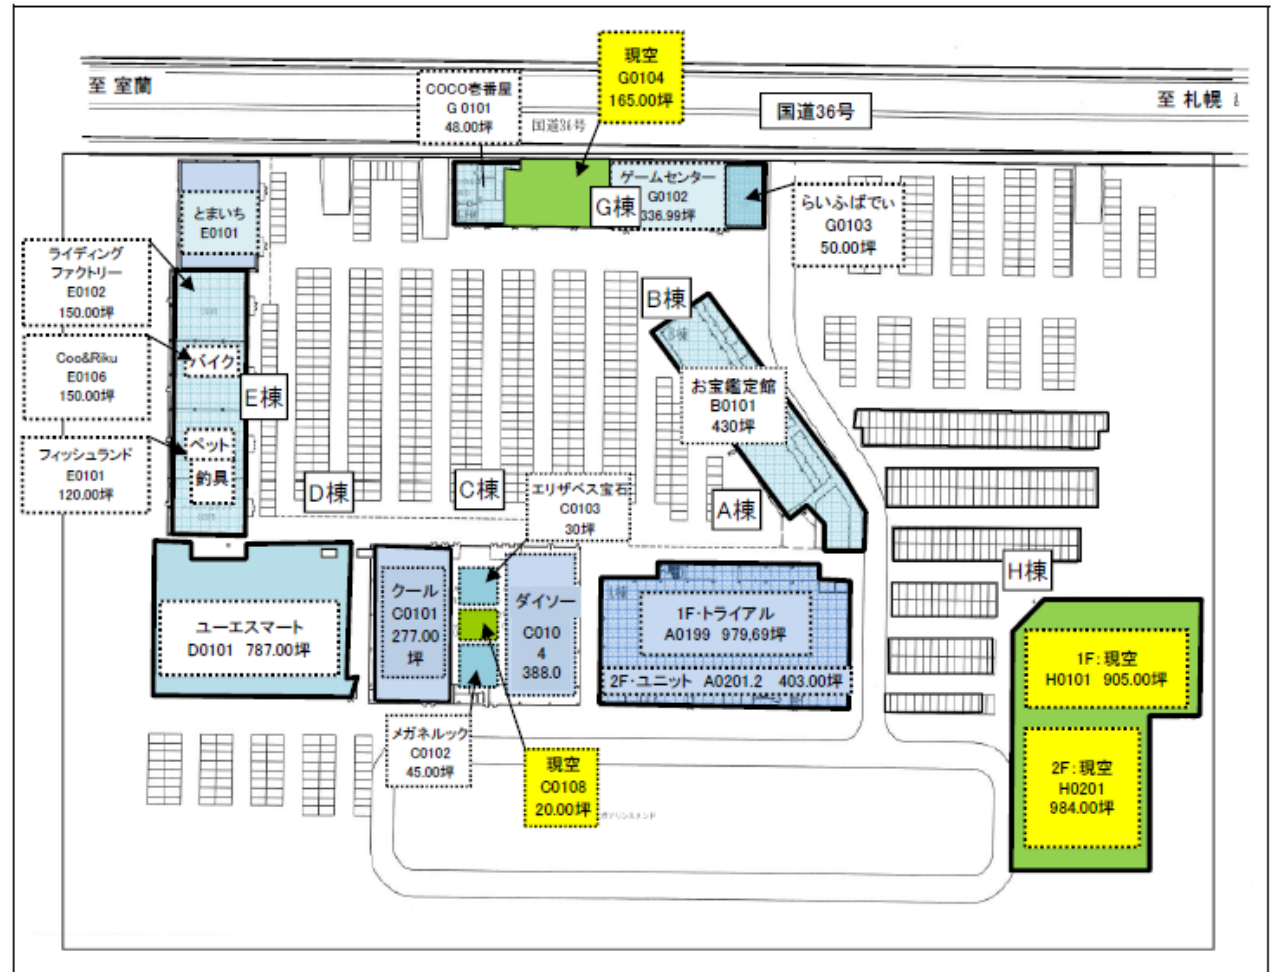 現空
G0104
165.00坪
至 室蘭
COCO壱番屋
G 0101
48.00坪
国道36号
国道36号
至 札幌
とまいち
E0101
ゲームセンター
G0102
336.99坪
G棟
らいふばでい
G0103
50.00坪
ライディング
ファクトリー
E0102
150.00坪
B棟
Coo&Riku
E0106
150.00坪
バイク
E棟
お宝鑑定館
B0101
430坪
フィッシュランド
E0101
120.00坪
ペット
釣具
D棟
C棟
エリザベス宝石
C0103
30坪
A棟
H棟
ユーエスマート
D0101 787.00坪
クール
C0101
277.00
坪
ダイソー
C010
4
388.0
1F・トライアル
A0199 979,69坪
2F・ユニット A0201.2 403.00坪
1F：現空
H0101 905.00坪
メガネルック
C0102
45.00坪
現空
C0108
20.00坪
ガソリンスタンド
2F：現空
H0201
984.00坪